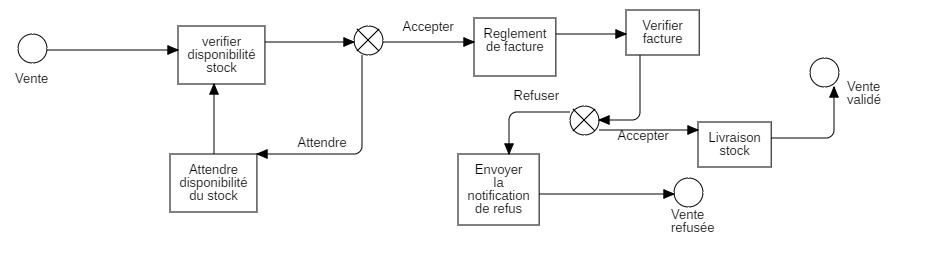 Vente
verifier
disponibilité
stock
Accepter
Reglement
de facture
Verifier
facture
Attendre
Attendre
disponibilité
du stock
Refuser
Accepter
Envoyer
la
notification
de refus
Vente
refusée
Livraison
stock
Vente
validé